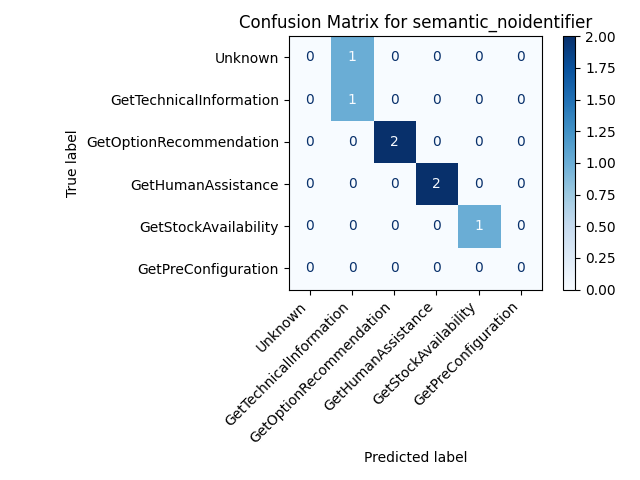 Confusion Matrix for semantic_noidentifier
True label
Unknown 0 1 0 0 0 0
GetTechnicalInformation 0 1 0 0 0 0
GetOptionRecommendation 0 0 2 0 0 0
GetHumanAssistance 0 0 0 2 0 0
GetStockAvailability 0 0 0 0 1 0
GetPreConfiguration 0 0 0 0 0 0
Unknown
GetTechnicalInformation
GetOptionRecommendation
GetHumanAssistance
GetStockAvailability
GetPreConfiguration
Predicted label
2.00
1.75
1.50
1.25
1.00
0.75
0.50
0.25
0.00